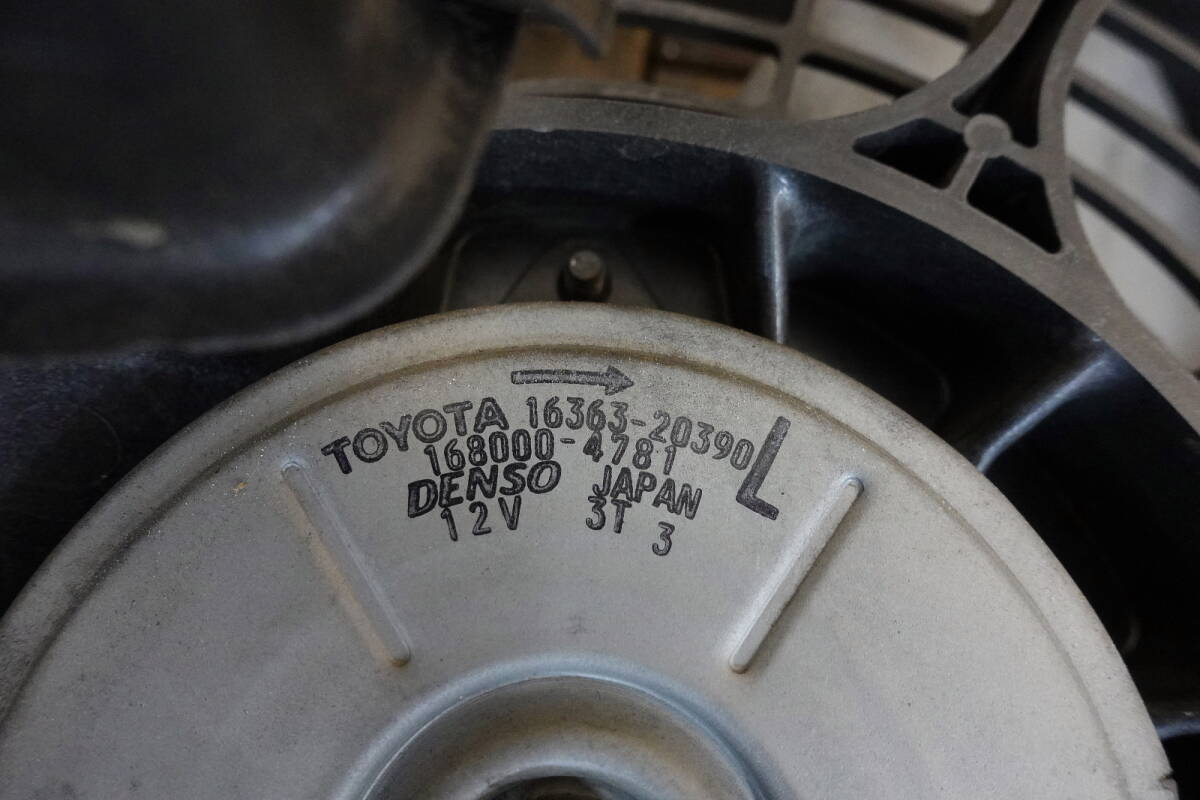 TOYOTA 16363-20390 L
168000-4781
DENSO JAPAN
12V 3T 3